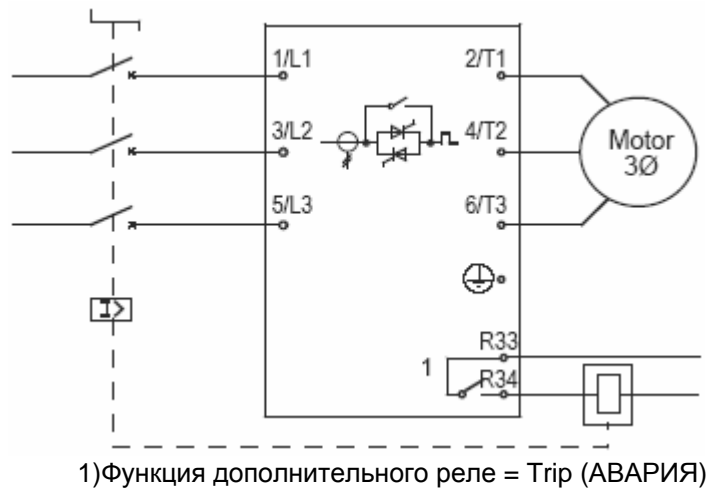 1/L1
2/T1
3/L2
4/T2
Motor
3Ø
5/L3
6/T3
I>
R33
1
R34
1)Функция дополнительного реле = Trip (АВАРИЯ)